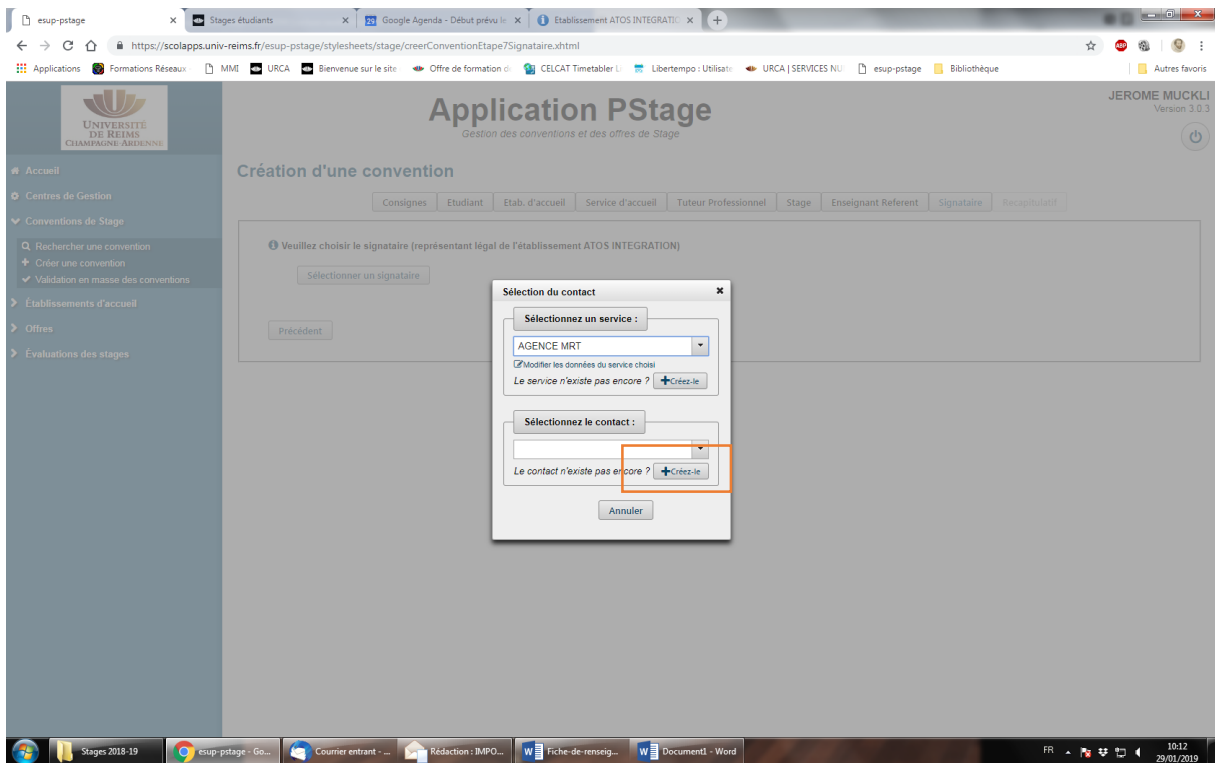 esup-pstage
Stages étudiants
Google Agenda - Début prévu le
Etablissement ATOS INTEGRATIO
https://scolapps.univ-reims.fr/esup-pstage/stylesheets/stage/creerConventionEtape7Signataire.xhtml
Applications
Formations Réseaux
MMI
URCA
Bienvenue sur le site
Offre de formation d
CELCAT Timetabler L
Libertempo : Utilisate
URCA | SERVICES NU
esup-pstage
Bibliothèque
Autres favoris
UNIVERSITÉ
DE REIMS
CHAMPAGNE-ARDENNE
Application PStage
Gestion des conventions et des offres de Stage
JEROME MUCKLI
Version 3.0.3
Accueil
Centres de Gestion
Conventions de Stage
Rechercher une convention
Créer une convention
Validation en masse des conventions
Établissements d'accueil
Offres
Évaluations des stages
Création d'une convention
Consignes
Etudiant
Etab. d'accueil
Service d'accueil
Tuteur Professionnel
Stage
Enseignant Referent
Signataire
Recapitulatif
Veuillez choisir le signataire (représentant légal de l'établissement ATOS INTEGRATION)
Sélectionner un signataire
Précédent
Sélection du contact
Sélectionnez un service :
AGENCE MRT
Modifier les données du service choisi
Le service n'existe pas encore ? Créez-le
Sélectionnez le contact :
Le contact n'existe pas encore ? Créez-le
Annuler
Stages 2018-19
esup-pstage - Go...
Courrier entrant - ...
Rédaction : IMPO...
Fiche-de-renseig...
Document1 - Word
FR
10:12
29/01/2019